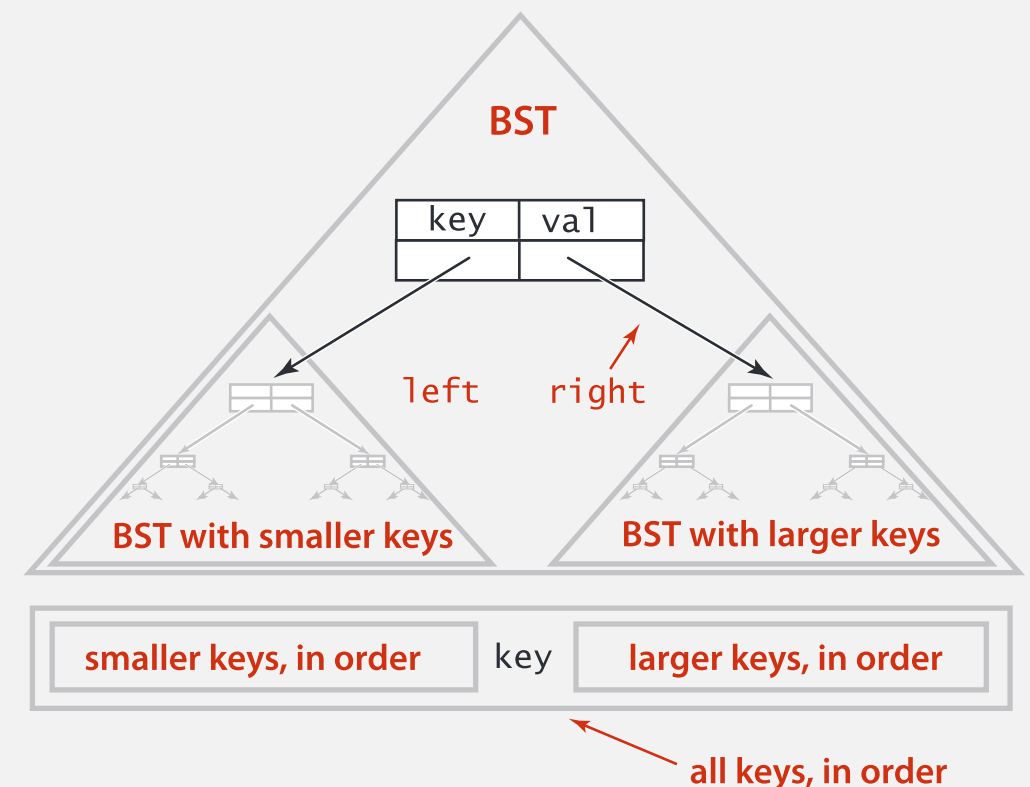 BST
key val
left right
BST with smaller keys BST with larger keys
smaller keys, in order key larger keys, in order
all keys, in order